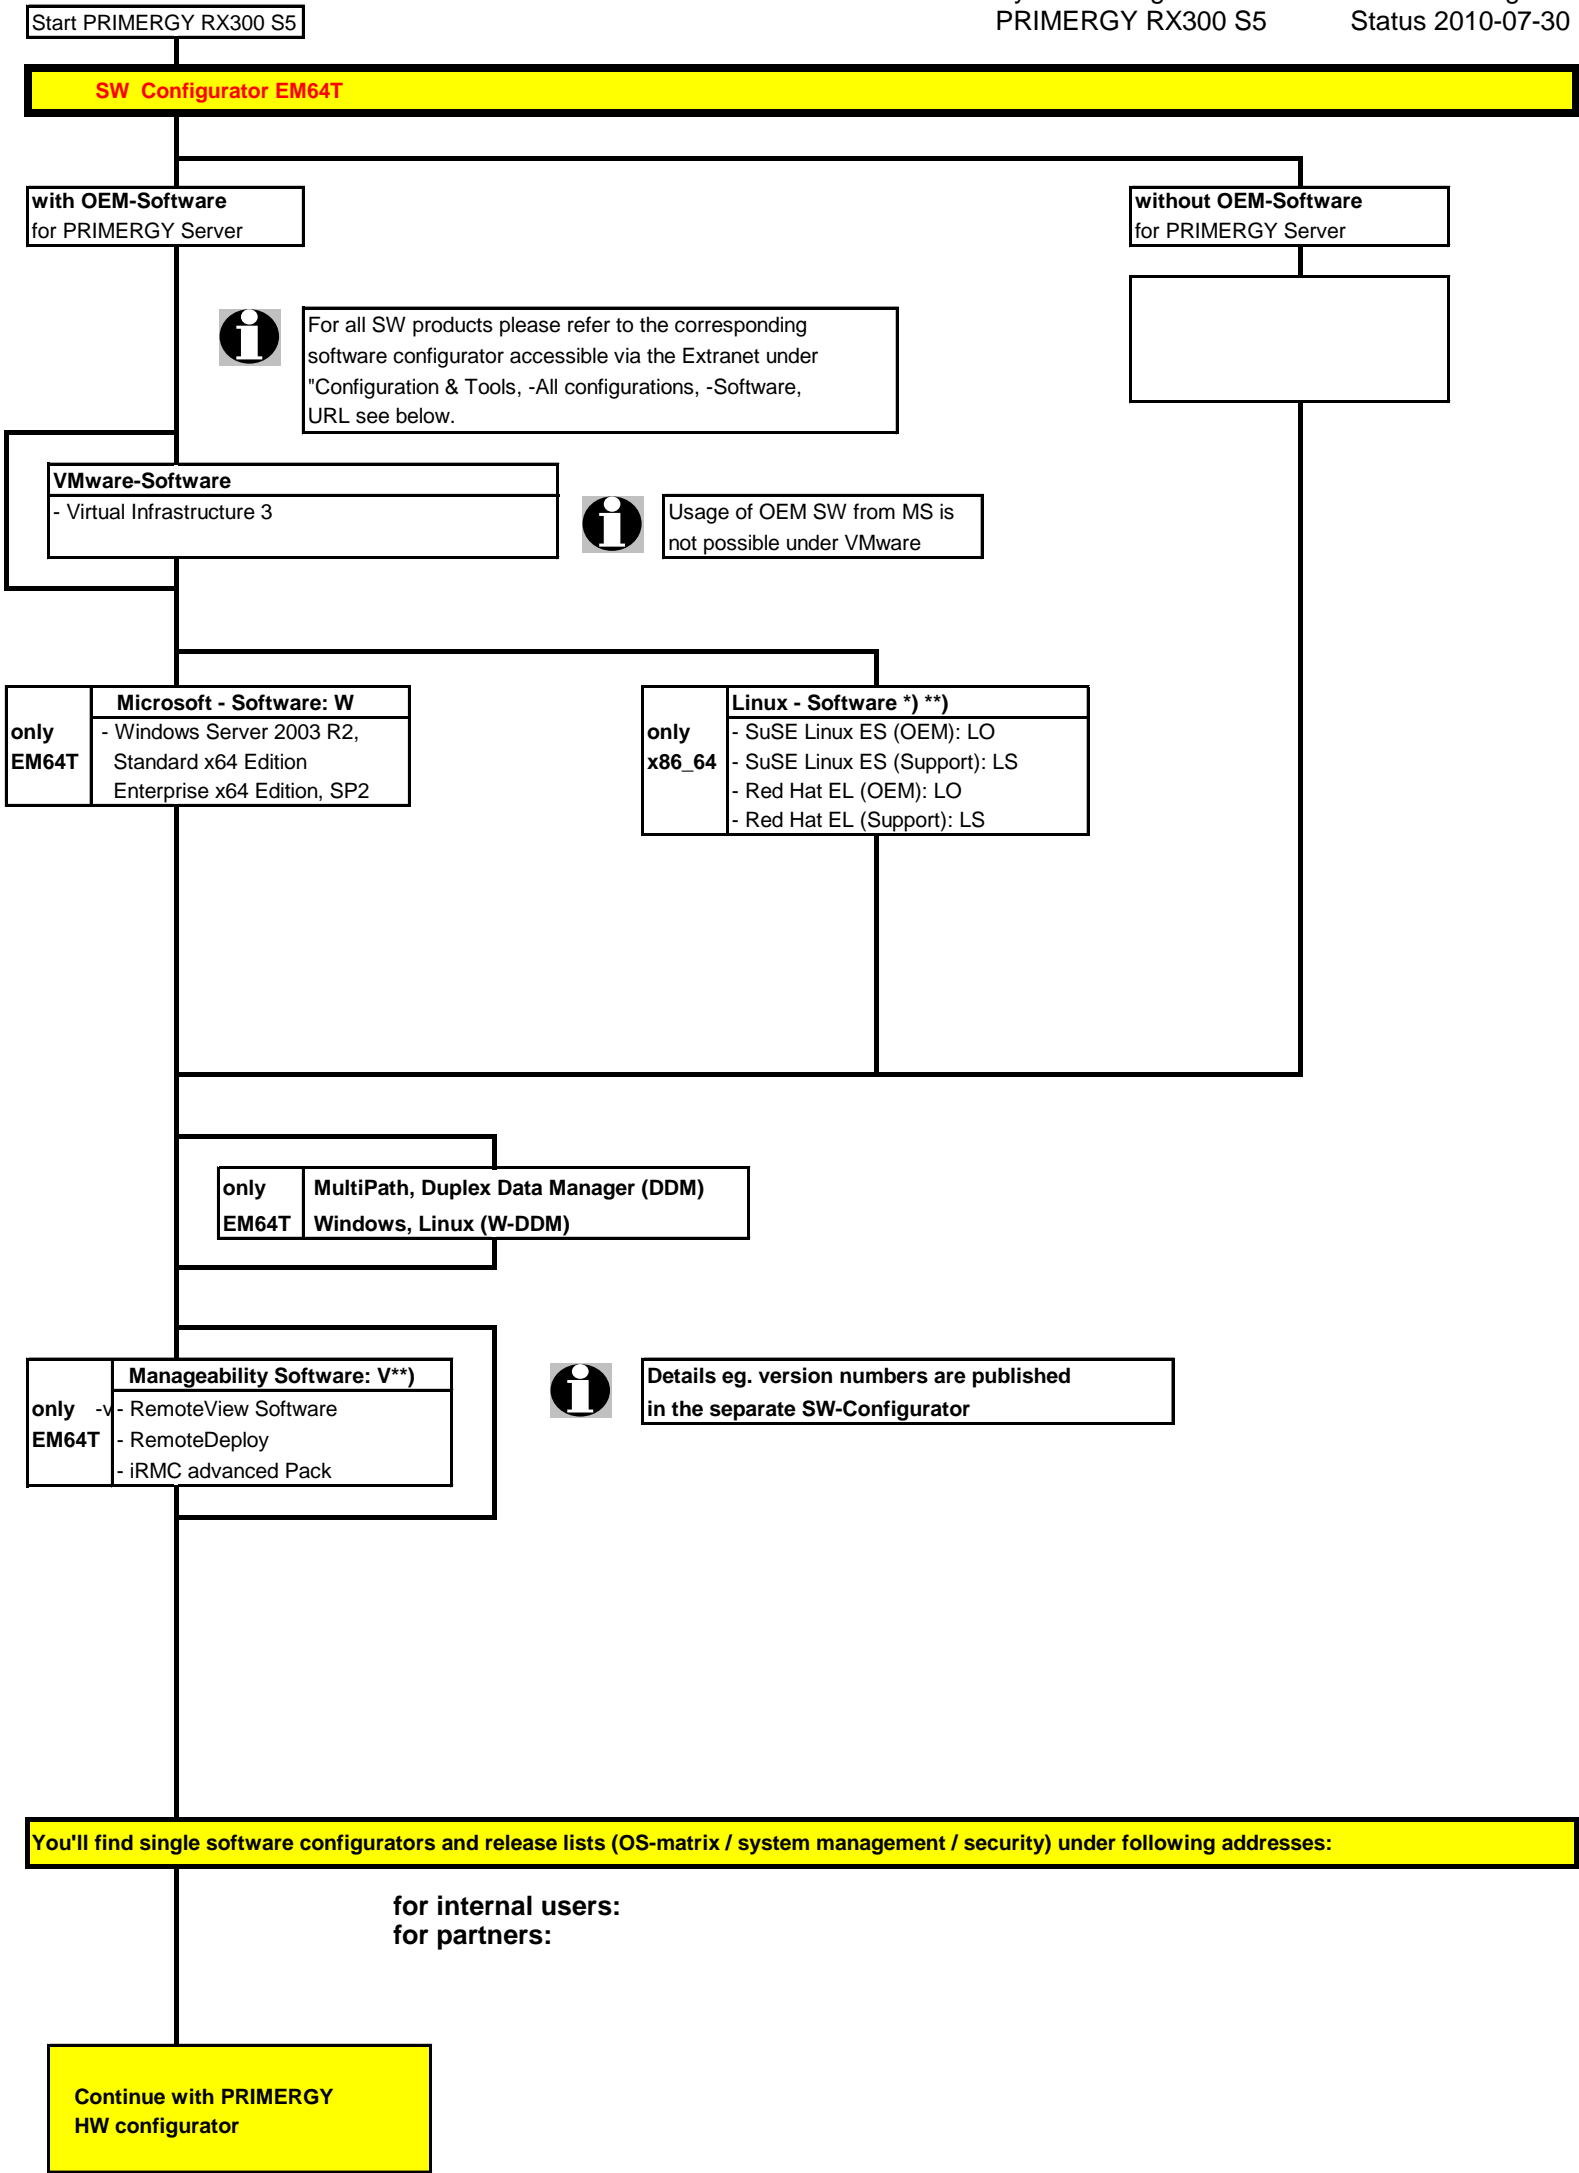 Start PRIMERGY RX300 S5
PRIMERGY RX300 S5 Status 2010-07-30
SW Configurator EM64T
with OEM-Software
for PRIMERGY Server
without OEM-Software
for PRIMERGY Server
For all SW products please refer to the corresponding
software configurator accessible via the Extranet under
"Configuration & Tools, -All configurations, -Software,
URL see below.
VMware-Software
- Virtual Infrastructure 3
Usage of OEM SW from MS is
not possible under VMware
only
EM64T
Microsoft - Software: W
- Windows Server 2003 R2,
Standard x64 Edition
Enterprise x64 Edition, SP2
only
x86_64
Linux - Software *) **)
- SuSE Linux ES (OEM): LO
- SuSE Linux ES (Support): LS
- Red Hat EL (OEM): LO
- Red Hat EL (Support): LS
only
EM64T
MultiPath, Duplex Data Manager (DDM)
Windows, Linux (W-DDM)
only -v
EM64T
Manageability Software: V**)
- RemoteView Software
- RemoteDeploy
- iRMC advanced Pack
Details eg. version numbers are published
in the separate SW-Configurator
You'll find single software configurators and release lists (OS-matrix / system management / security) under following addresses:
for internal users:
for partners:
Continue with PRIMERGY
HW configurator